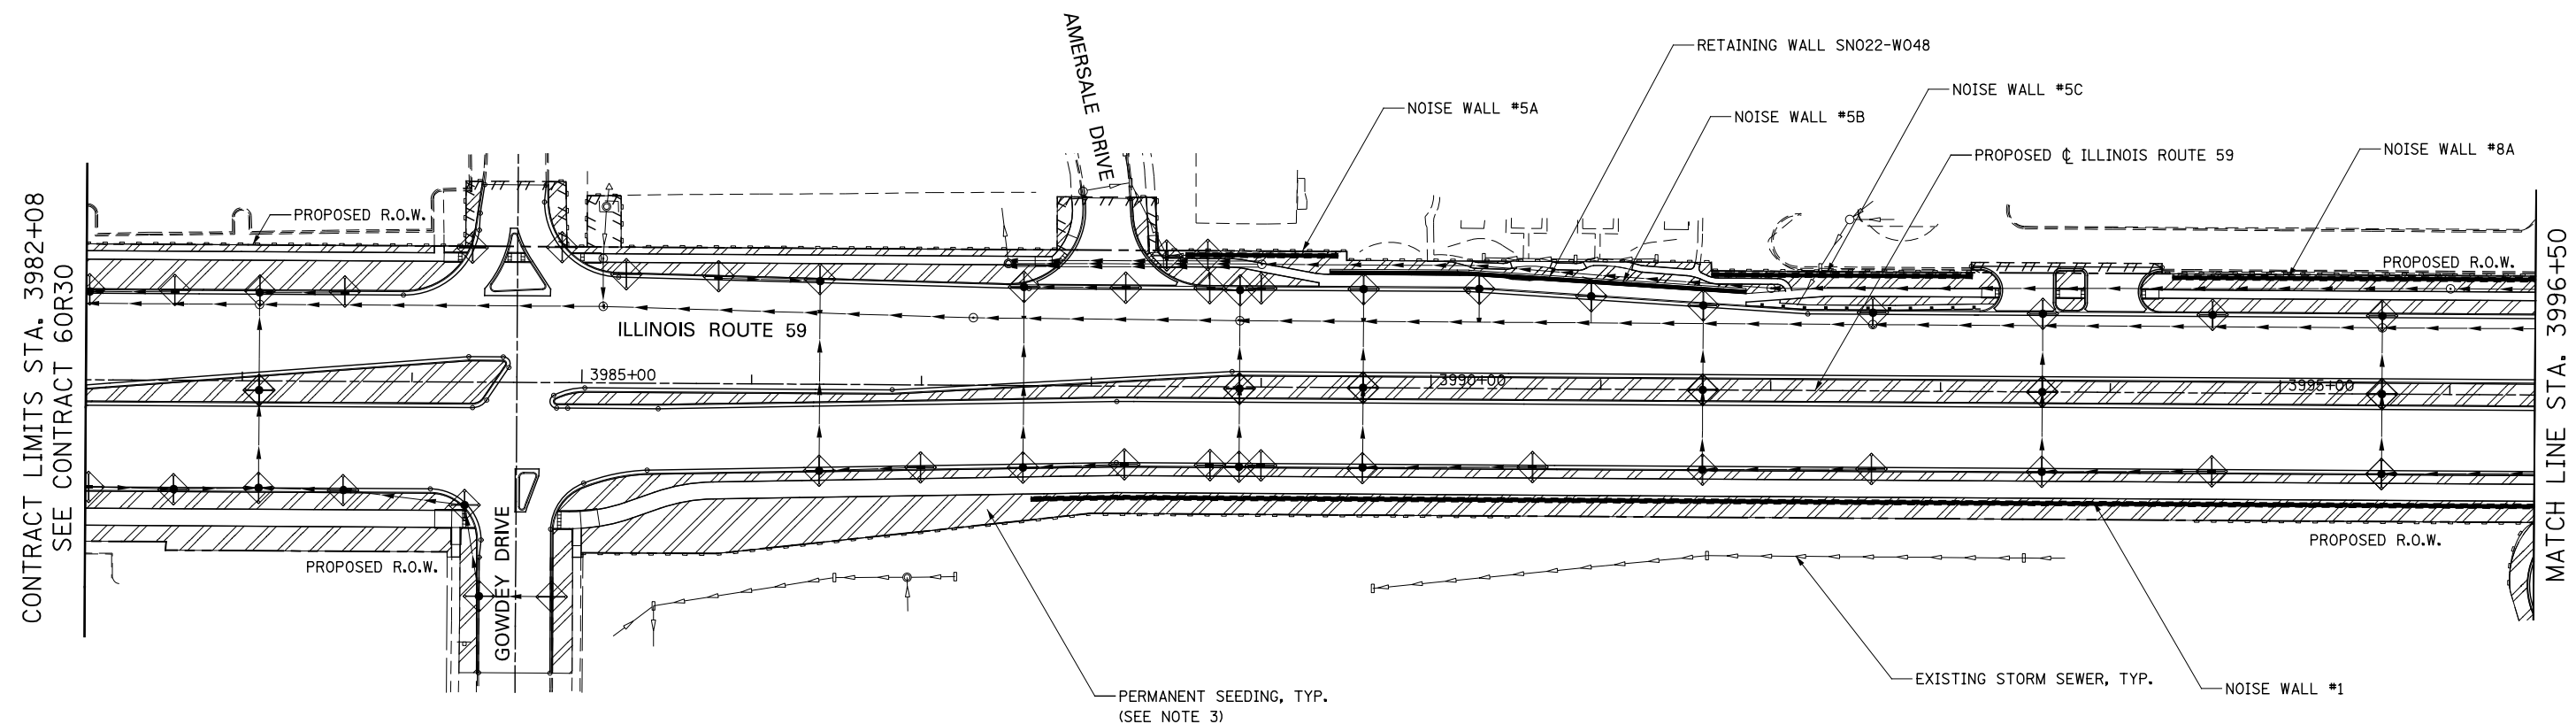 CONTRACT LIMITS STA. 3982+08
SEE CONTRACT 60R30
AMERSALE DRIVE
RETAINING WALL SN022-W048
NOISE WALL #5A
NOISE WALL #5C
NOISE WALL #5B
PROPOSED ℄ ILLINOIS ROUTE 59
NOISE WALL #8A
PROPOSED R.O.W.
PROPOSED R.O.W.
ILLINOIS ROUTE 59
3985+00
3990+00
3995+00
GOWDEY DRIVE
PROPOSED R.O.W.
PROPOSED R.O.W.
PERMANENT SEEDING, TYP.
(SEE NOTE 3)
EXISTING STORM SEWER, TYP.
NOISE WALL #1
MATCH LINE STA. 3996+50